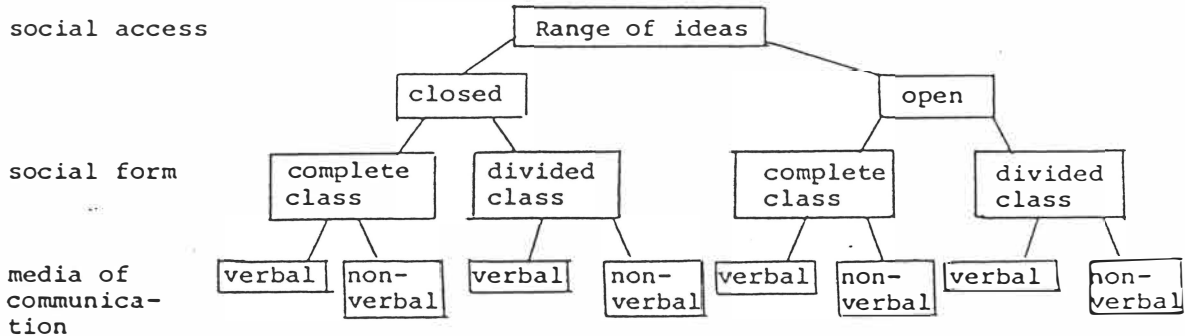 social access
Range of ideas
closed
open
social form
complete
class
divided
class
complete
class
divided
class
media of
communica-
tion
verbal
non-
verbal
verbal
non-
verbal
verbal
non-
verbal
verbal
non-
verbal